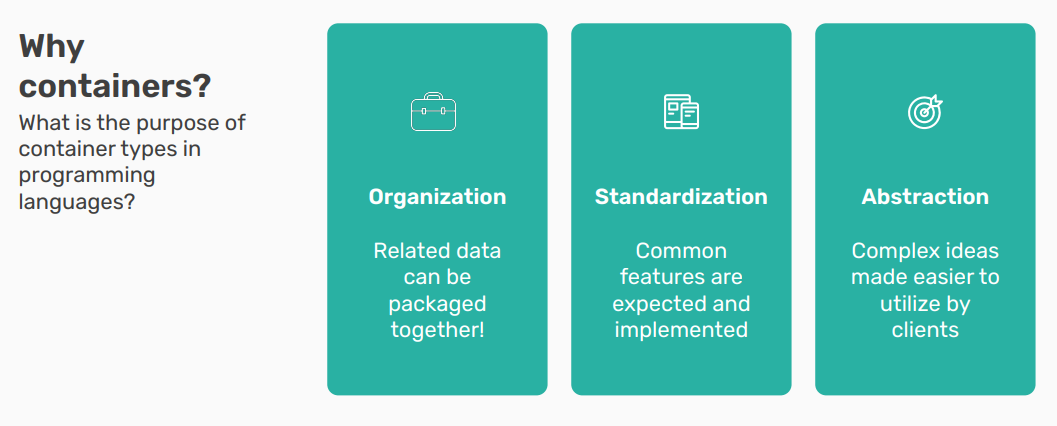 Why
containers?
What is the purpose of
container types in
programming
languages?
Organization
Related data
can be
packaged
together!
Standardization
Common
features are
expected and
implemented
Abstraction
Complex ideas
made easier to
utilize by
clients